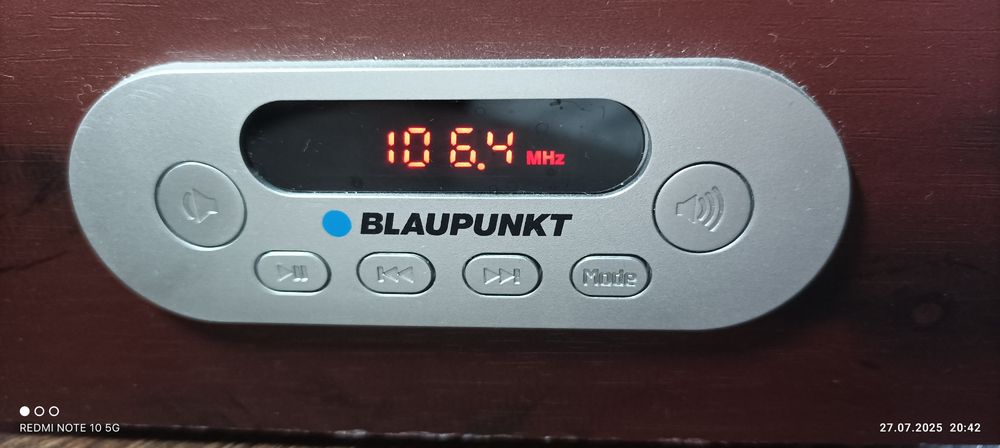 106.4 MHz
BLAUPUNKT
Mode
REDMI NOTE 10 5G
27.07.2025 20:42